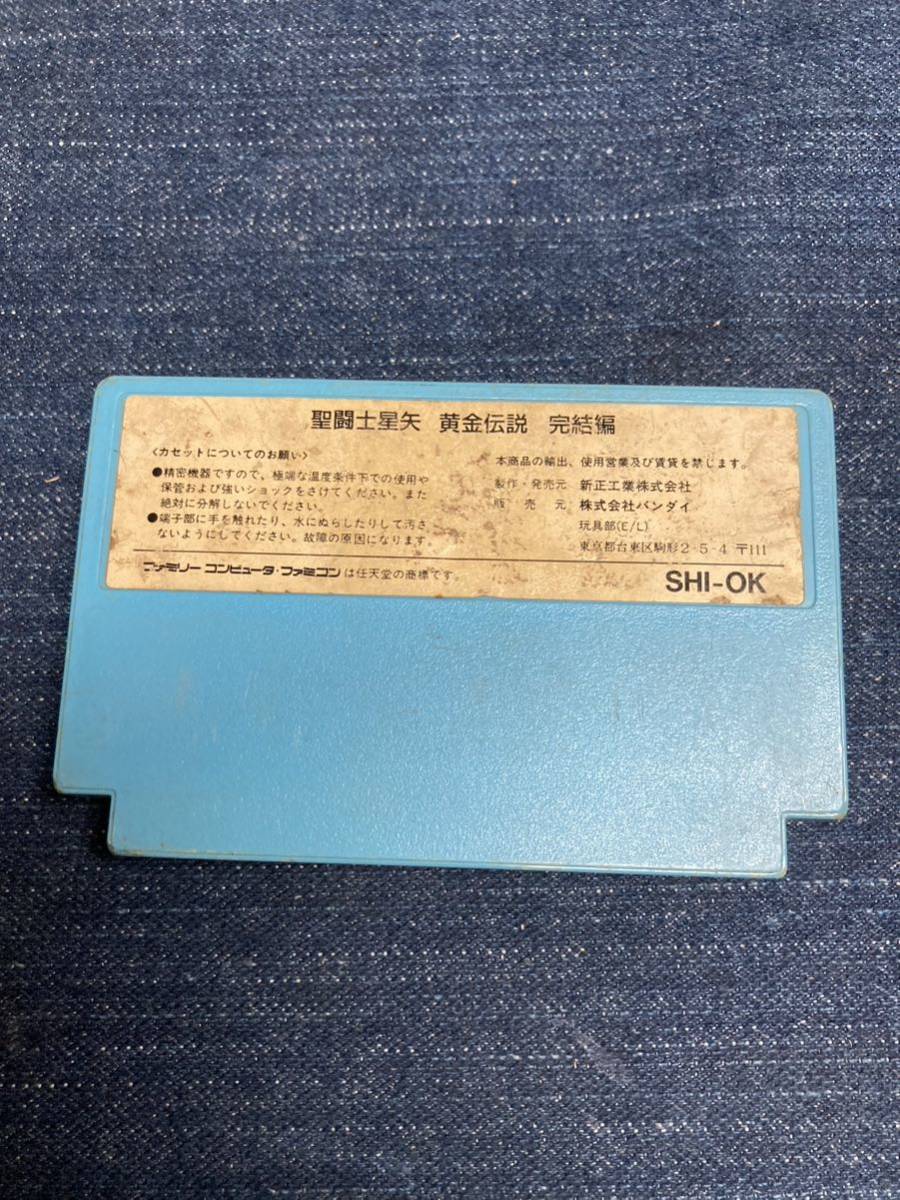 聖闘士星矢 黄金伝説 完結編
〈カセットについてのお願い〉
●精密機器ですので、極端な温度条件下での使用や
保管および強いショックをさけてください。また
絶対に分解しないでください。
●端子部に手を触れたり、水にぬらしたりして汚さ
ないようにしてください。故障の原因になります。
本商品の輸出、使用営業及び賃貸を禁じます。
製作・発売元 新正工業株式会社
販売元 株式会社バンダイ
玩具部(E/L)
東京都台東区駒形2-5-4 〒111
ファミリーコンピュータ・ファミコンは任天堂の商標です。
SHI-OK